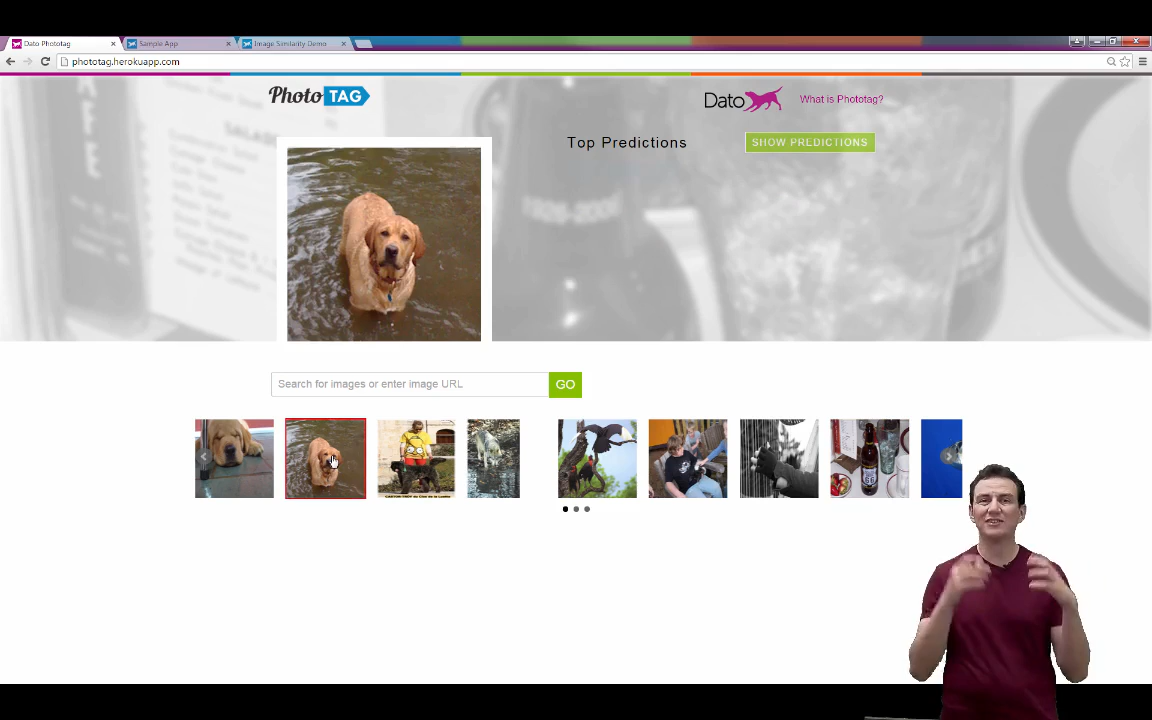 Dato Phototag
Sample App
Image Similarity Demo
phototag.herokuapp.com
Photo TAG
Dato
What is Phototag?
Top Predictions
SHOW PREDICTIONS
Search for images or enter image URL
GO